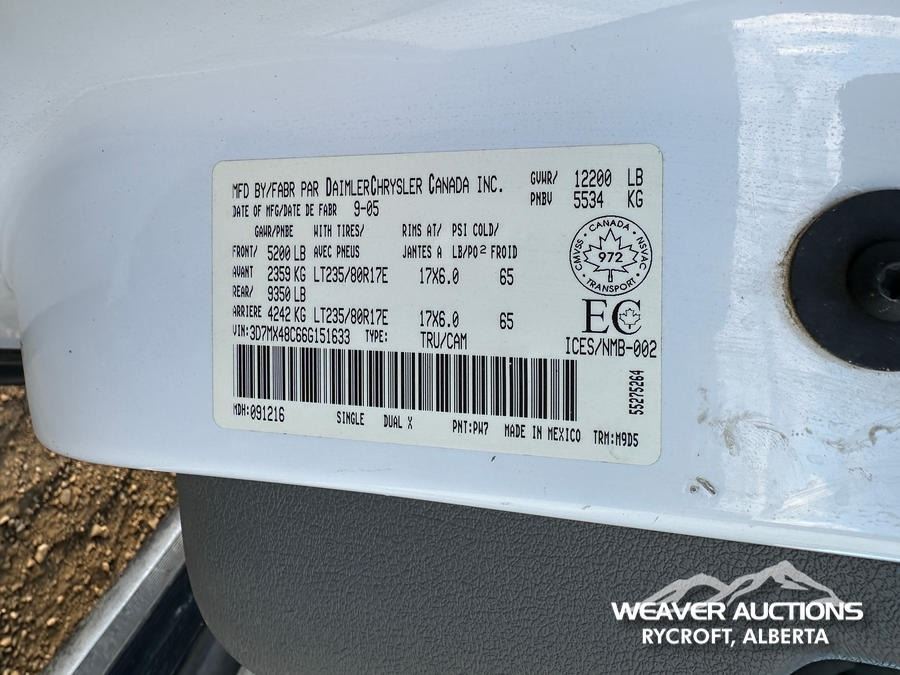 MFD BY/FABR PAR DAIMLERCHRYSLER CANADA INC. GVWR/ 12200 LB
DATE OF MFG/DATE DE FABR 9-05 PNBV 5534 KG
GAWR/PNBE WITH TIRES/ RIMS AT/ PSI COLD/
FRONT/ 5200 LB AVEC PNEUS JANTES A LB/PO2 FROID
AVANT 2359 KG LT235/80R17E 17X6.0 65
REAR/ 9350 LB
ARRIERE 4242 KG LT235/80R17E 17X6.0 65
VIN:3D7MX48C66G151633 TYPE: TRU/CAM
CANADA
CMVSS · NSVAC
972
TRANSPORT
EC
ICES/NMB-002
55275264
MDH:091216 SINGLE DUAL X PNT:PW7 MADE IN MEXICO TRM:M9D5
WEAVER AUCTIONS
RYCROFT, ALBERTA